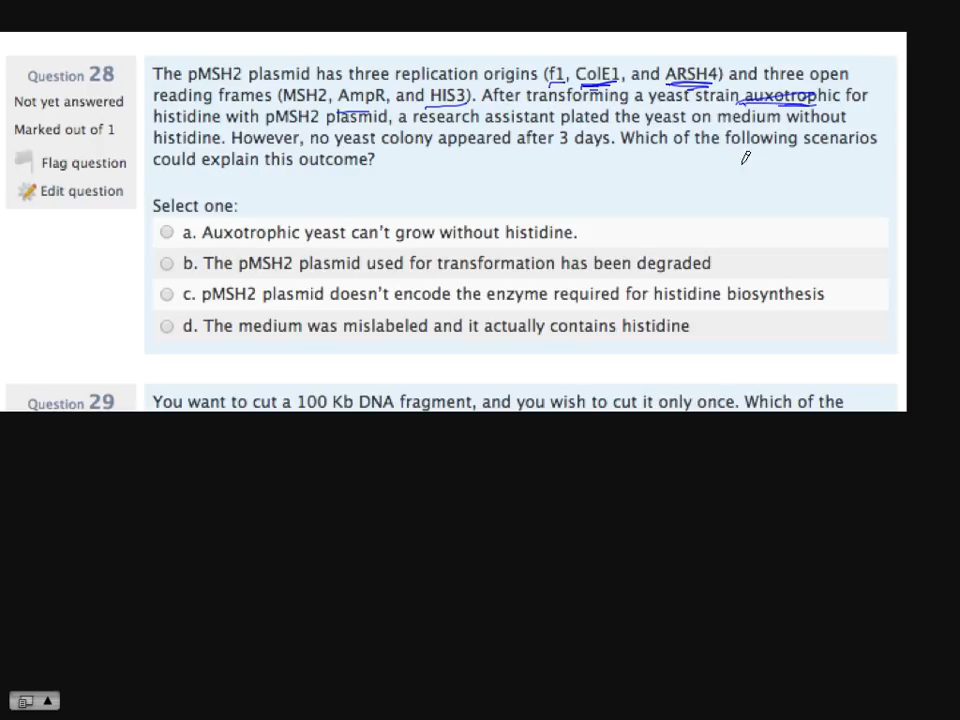 Question 28
Not yet answered
Marked out of 1
Flag question
Edit question
The pMSH2 plasmid has three replication origins (f1, ColE1, and ARSH4) and three open
reading frames (MSH2, AmpR, and HIS3). After transforming a yeast strain auxotrophic for
histidine with pMSH2 plasmid, a research assistant plated the yeast on medium without
histidine. However, no yeast colony appeared after 3 days. Which of the following scenarios
could explain this outcome?
Select one:
a. Auxotrophic yeast can't grow without histidine.
b. The pMSH2 plasmid used for transformation has been degraded
c. pMSH2 plasmid doesn't encode the enzyme required for histidine biosynthesis
d. The medium was mislabeled and it actually contains histidine
Question 29
You want to cut a 100 Kb DNA fragment, and you wish to cut it only once. Which of the